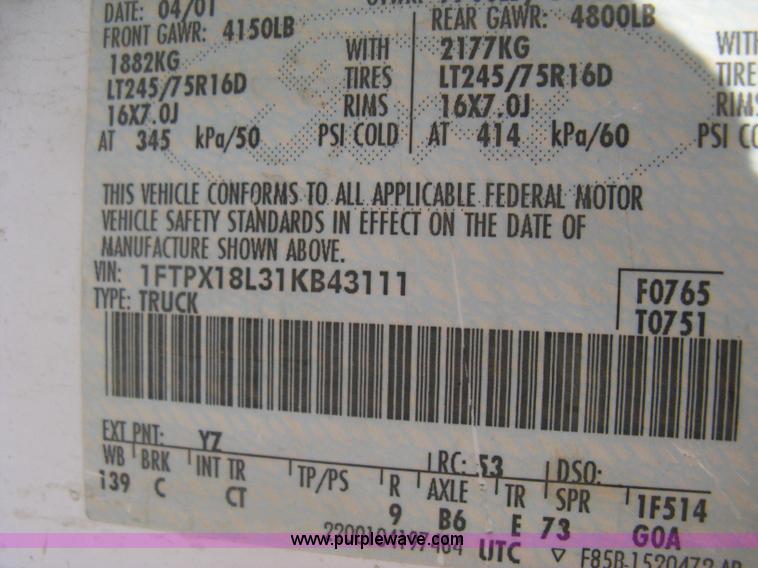 DATE: 04/01
FRONT GAWR: 4150LB REAR GAWR: 4800LB
1882KG WITH 2177KG WITH
LT245/75R16D TIRES LT245/75R16D TIRES
16X7.0J RIMS 16X7.0J RIMS
AT 345 kPa/50 PSI COLD AT 414 kPa/60 PSI CO
THIS VEHICLE CONFORMS TO ALL APPLICABLE FEDERAL MOTOR
VEHICLE SAFETY STANDARDS IN EFFECT ON THE DATE OF
MANUFACTURE SHOWN ABOVE.
VIN: 1FTPX18L31KB43111 F0765
TYPE: TRUCK T0751
EXT PNT: YZ RC: 53 DSO:
WB BRK INT TR TP/PS R AXLE TR SPR 1F514
139 C CT 9 B6 E 73 GOA
www.purplewave.com
UTC